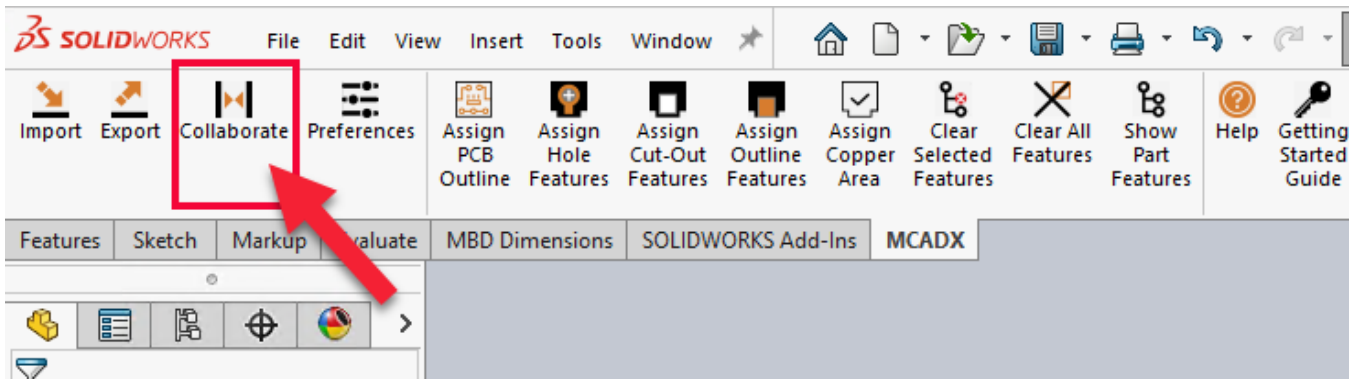 SOLIDWORKS File Edit View Insert Tools Window
Import Export Collaborate Preferences Assign Assign Assign Assign Assign Clear Clear All Show Help Getting
PCB Hole Cut-Out Outline Copper Selected Features Part Started
Outline Features Features Features Area Features Features Guide
Features Sketch Markup Evaluate MBD Dimensions SOLIDWORKS Add-Ins MCADX